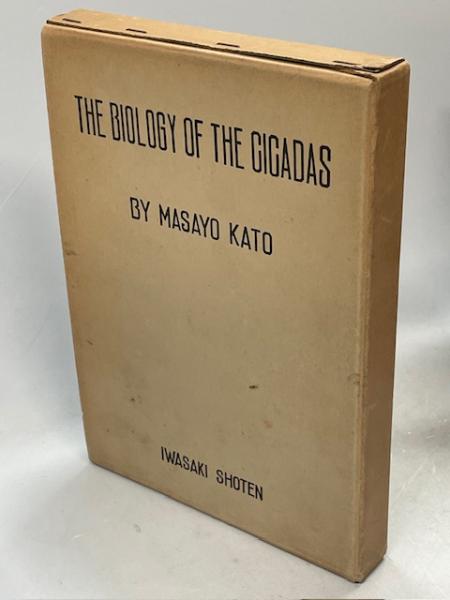 THE BIOLOGY OF THE CICADAS
BY MASAYO KATO
IWASAKI SHOTEN